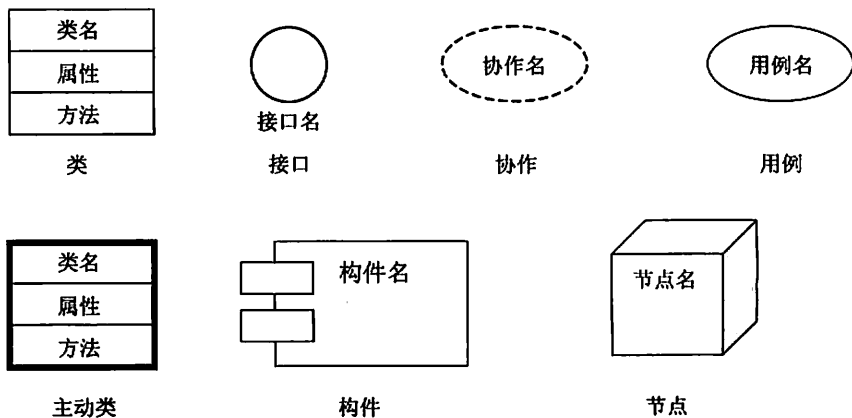 类名
属性
方法
类
接口名
接口
协作名
协作
用例名
用例
类名
属性
方法
主动类
构件名
构件
节点名
节点